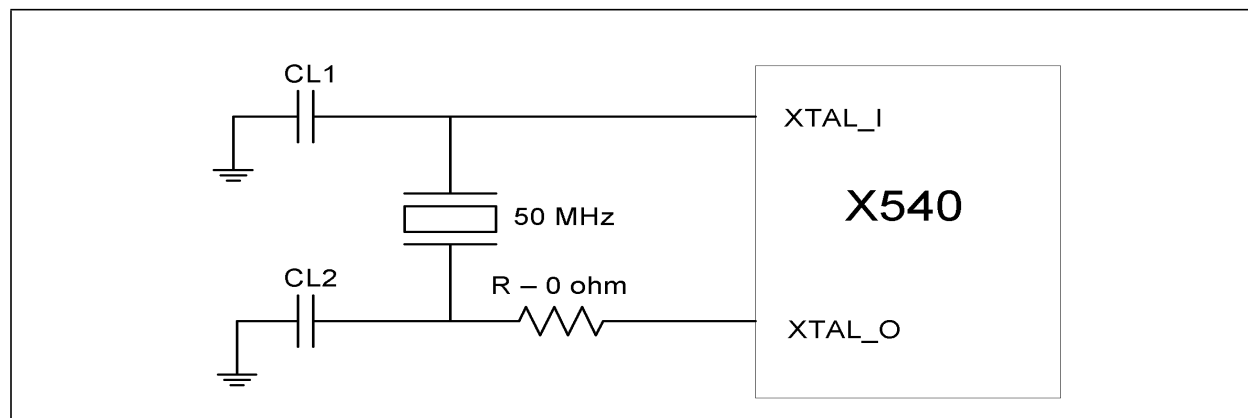 CL1
XTAL_I
X540
50 MHz
CL2
R – 0 ohm
XTAL_O